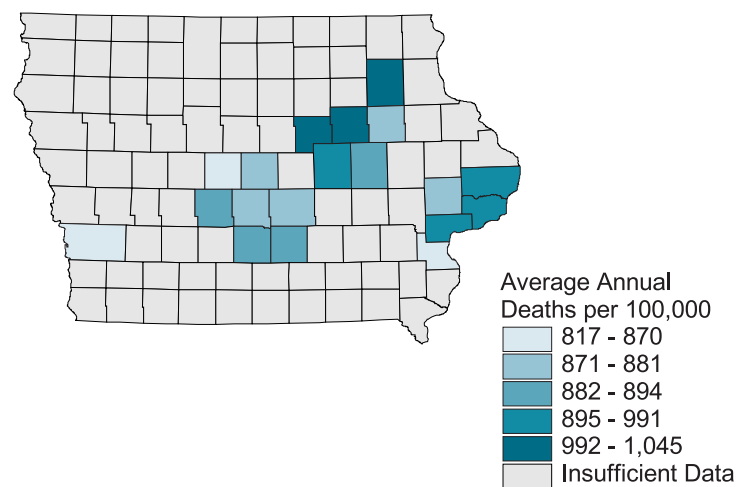 Average Annual
Deaths per 100,000
817 - 870
871 - 881
882 - 894
895 - 991
992 - 1,045
Insufficient Data